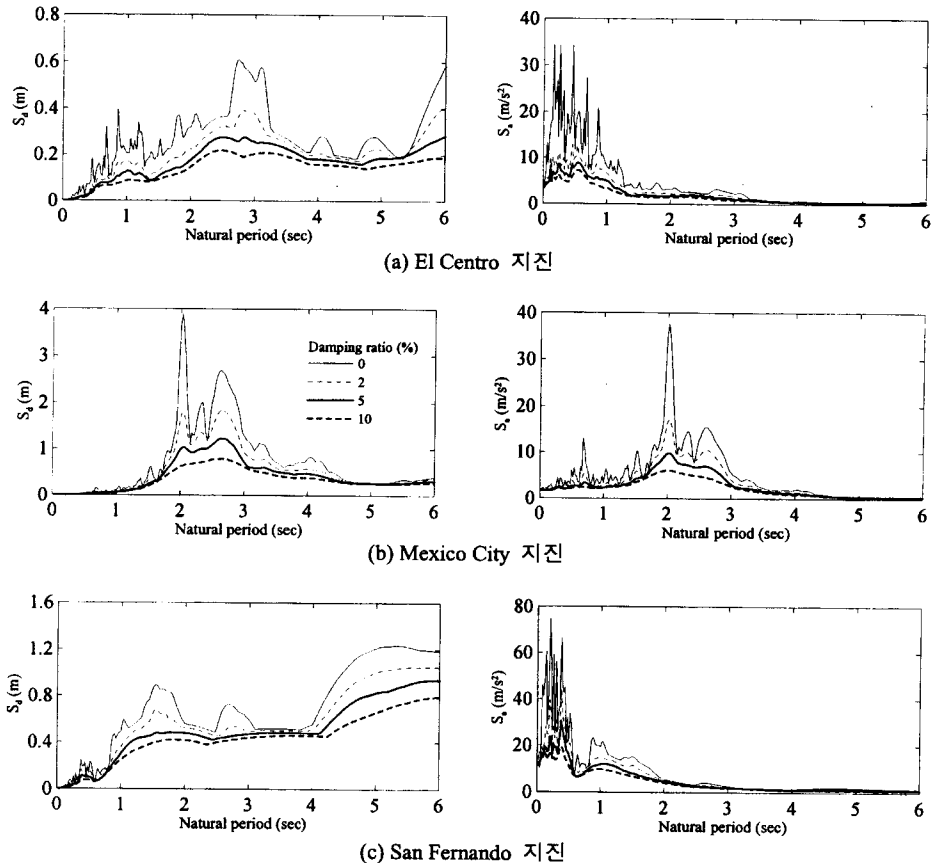 0.8
0.6
0.4
0.2
0
S_d (m)
0 1 2 3 4 5 6
Natural period (sec)
40
30
20
10
0
S_a (m/s²)
0 1 2 3 4 5 6
Natural period (sec)
(a) El Centro 지진
4
3
2
1
0
S_d (m)
Damping ratio (%)
0
2
5
10
0 1 2 3 4 5 6
Natural period (sec)
40
30
20
10
0
S_a (m/s²)
0 1 2 3 4 5 6
Natural period (sec)
(b) Mexico City 지진
1.6
1.2
0.8
0.4
0
S_d (m)
0 1 2 3 4 5 6
Natural period (sec)
80
60
40
20
0
S_a (m/s²)
0 1 2 3 4 5 6
Natural period (sec)
(c) San Fernando 지진